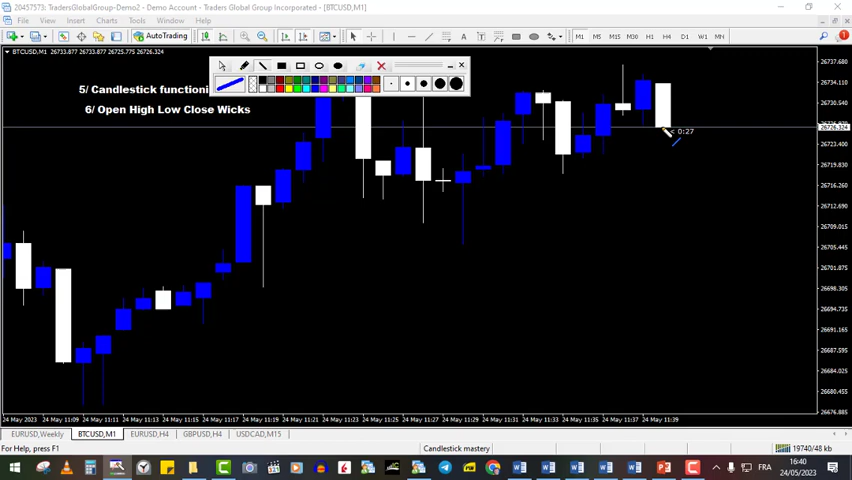 20457573: TradersGlobalGroup-Demo2 - Demo Account - Traders Global Group Incorporated - [BTCUSD,M1]
File View Insert Charts Tools Window Help
AutoTrading
M1 M5 M15 M30 H1 H4 D1 W1 MN
BTCUSD,M1 26733.877 26733.877 26725.775 26726.324
5/ Candlestick functioni
6/ Open High Low Close Wicks
< 0:27
26737.680
26734.110
26730.540
26726.324
26723.400
26719.830
26716.260
26712.690
26709.015
26705.445
26701.875
26698.305
26694.735
26691.165
26687.595
26684.025
26680.455
26676.885
24 May 2023 24 May 11:09 24 May 11:11 24 May 11:13 24 May 11:15 24 May 11:17 24 May 11:19 24 May 11:21 24 May 11:23 24 May 11:25 24 May 11:27 24 May 11:29 24 May 11:31 24 May 11:33 24 May 11:35 24 May 11:37 24 May 11:39
EURUSD,Weekly BTCUSD,M1 EURUSD,H4 GBPUSD,H4 USDCAD,M15
For Help, press F1 Candlestick mastery 19740/48 kb
FRA 16:40
24/05/2023